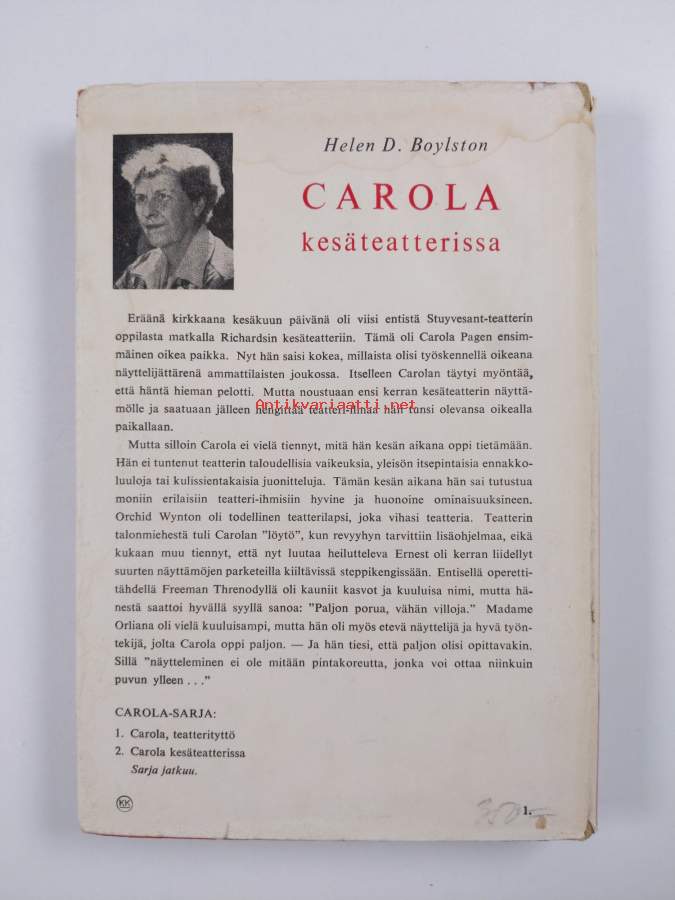 Helen D. Boylston
CAROLA
kesäteatterissa
Eräänä kirkkaana kesäkuun päivänä oli viisi entistä Stuyvesant-teatterin
oppilasta matkalla Richardsin kesäteatteriin. Tämä oli Carola Pagen ensim-
mäinen oikea paikka. Nyt hän saisi kokea, millaista olisi työskennellä oikeana
näyttelijättärenä ammattilaisten joukossa. Itselleen Carolan täytyi myöntää,
että häntä hieman pelotti. Mutta noustuaan ensi kerran kesäteatterin näyttä-
mölle ja saatuaan jälleen hengittää teatteri-ilmaa hän tunsi olevansa oikealla
Antikvariaatti.net
paikallaan.
Mutta silloin Carola ei vielä tiennyt, mitä hän kesän aikana oppi tietämään.
Hän ei tuntenut teatterin taloudellisia vaikeuksia, yleisön itsepintaisia ennakko-
luuloja tai kulissientakaisia juonitteluja. Tämän kesän aikana hän sai tutustua
moniin erilaisiin teatteri-ihmisiin hyvine ja huonoine ominaisuuksineen.
Orchid Wynton oli todellinen teatterilapsi, joka vihasi teatteria. Teatterin
talonmiehestä tuli Carolan "löytö", kun revyyhyn tarvittiin lisäohjelmaa, eikä
kukaan muu tiennyt, että nyt luutaa heilutteleva Ernest oli kerran liidellyt
suurten näyttämöjen parketeilla kiiltävissä steppikengissään. Entisellä operetti-
tähdellä Freeman Threnodyllä oli kauniit kasvot ja kuuluisa nimi, mutta hä-
nestä saattoi hyvällä syyllä sanoa: "Paljon porua, vähän villoja." Madame
Orliana oli vielä kuuluisampi, mutta hän oli myös etevä näyttelijä ja hyvä työn-
tekijä, jolta Carola oppi paljon. — Ja hän tiesi, että paljon olisi opittavakin.
Sillä "näytteleminen ei ole mitään pintakoreutta, jonka voi ottaa niinkuin
puvun ylleen . . ."
CAROLA-SARJA:
1. Carola, teatterityttö
2. Carola kesäteatterissa
Sarja jatkuu.
KK
350 1.—